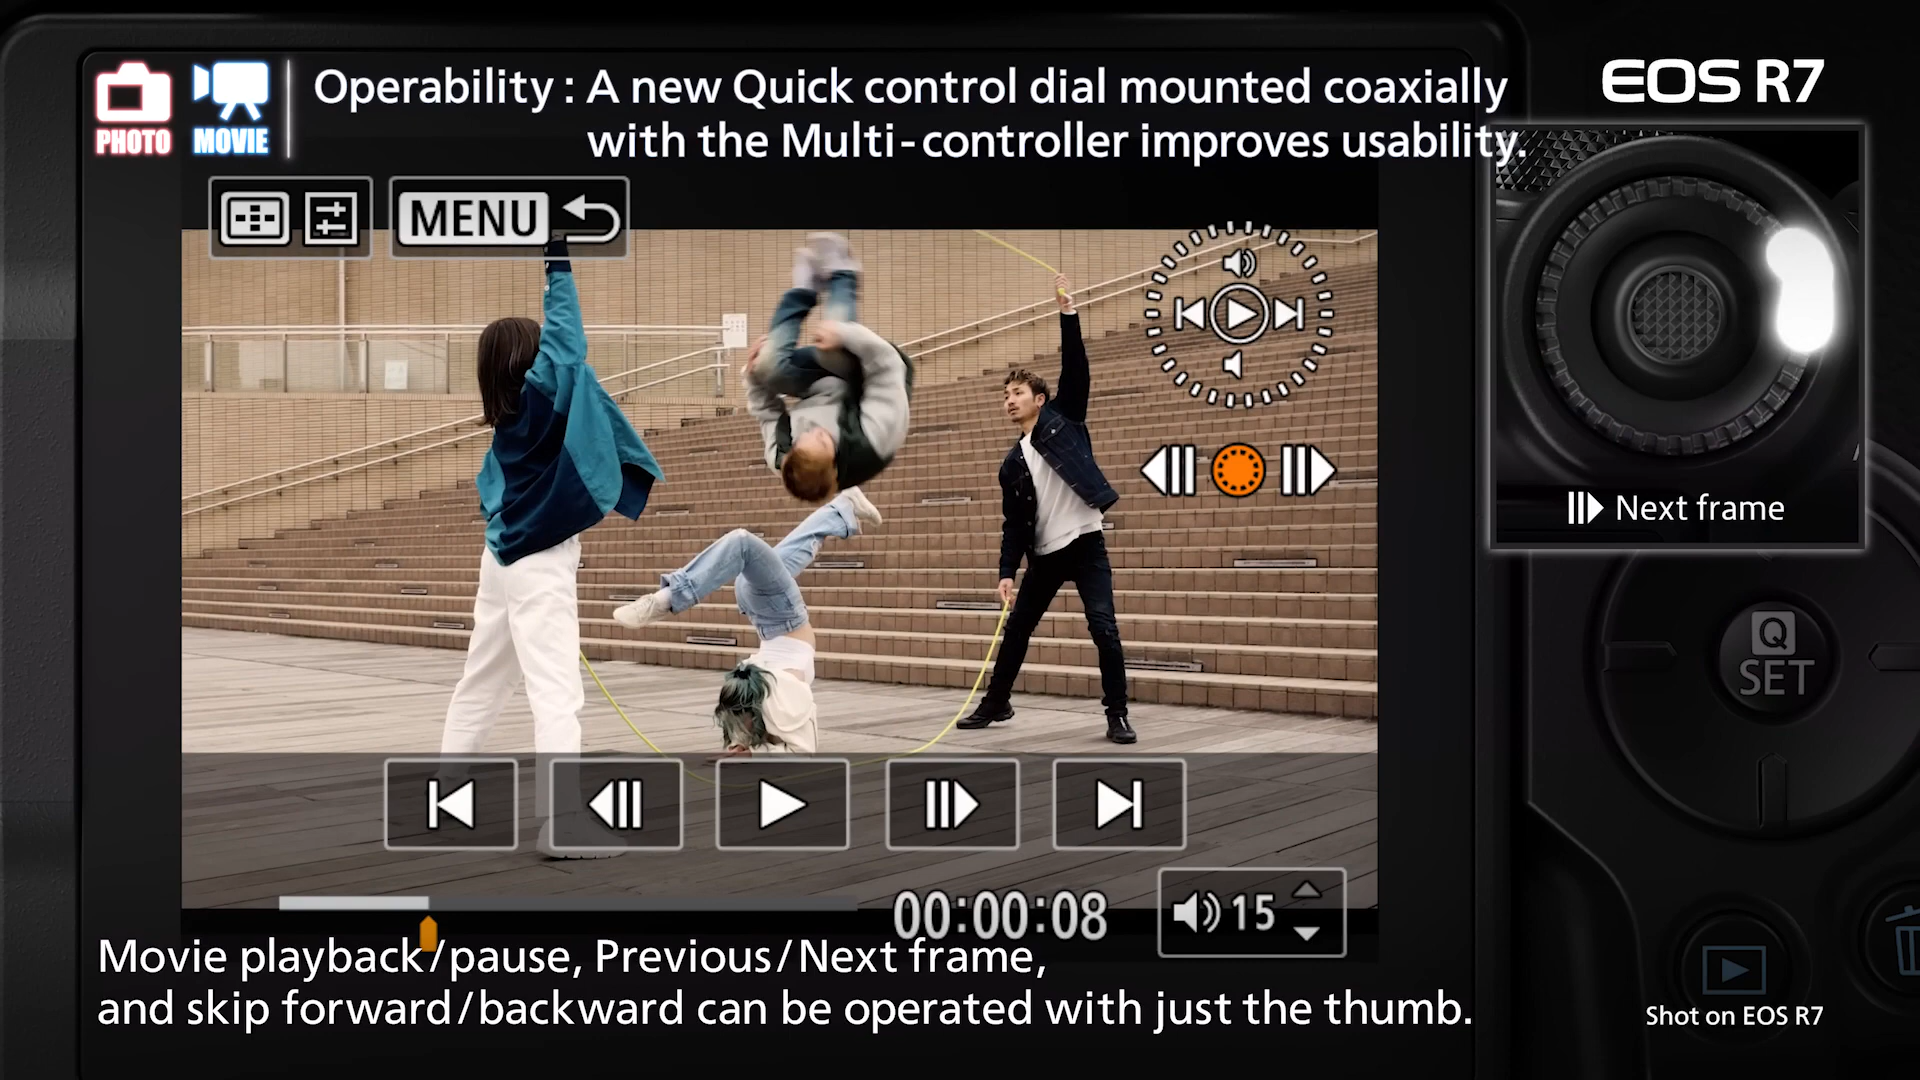 PHOTO
MOVIE
Operability : A new Quick control dial mounted coaxially
with the Multi-controller improves usability.
EOS R7
MENU
Next frame
Q
SET
00:00:08
15
Movie playback/pause, Previous/Next frame,
and skip forward/backward can be operated with just the thumb.
Shot on EOS R7